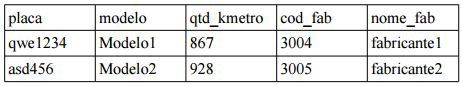 placa modelo qtd_kmetro cod_fab nome_fab
qwe1234 Modelo1 867 3004 fabricante1
asd456 Modelo2 928 3005 fabricante2